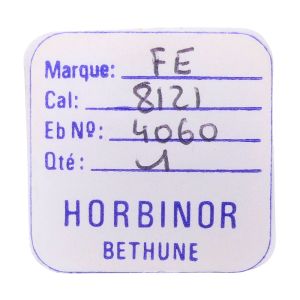 Marque: FE
Cal: 8121
Eb Nº: 4060
Qté: 1
HORBINOR
BETHUNE